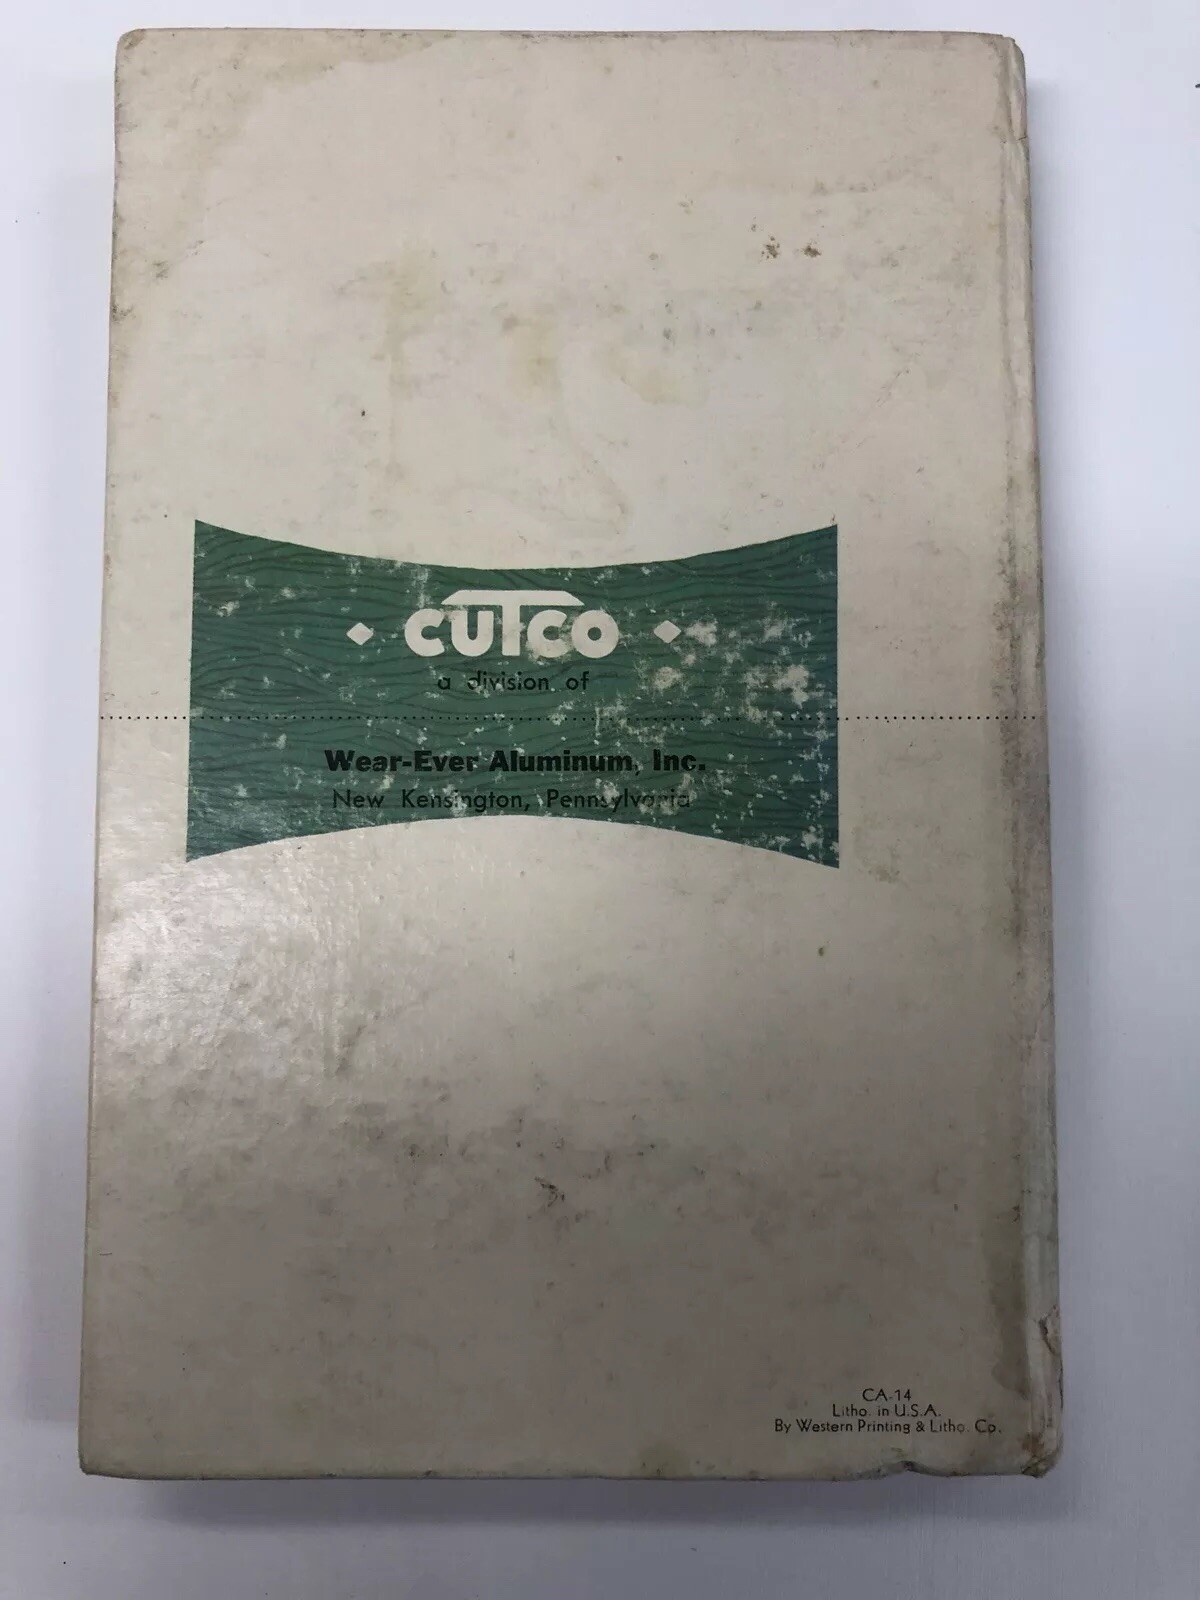 CUTCO
a division of
Wear-Ever Aluminum, Inc.
New Kensington, Pennsylvania
CA-14
Litho. in U.S.A.
By Western Printing & Litho. Co.